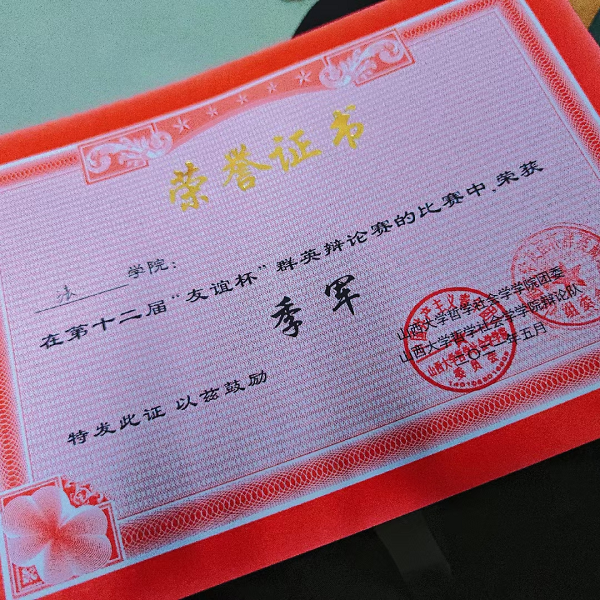 荣誉证书
法 学院：
在第十二届“友谊杯”群英辩论赛的比赛中，荣获
季军
特发此证 以兹鼓励
山西大学哲学社会学学院团委
山西大学哲学社会学学院辩论队
年五月